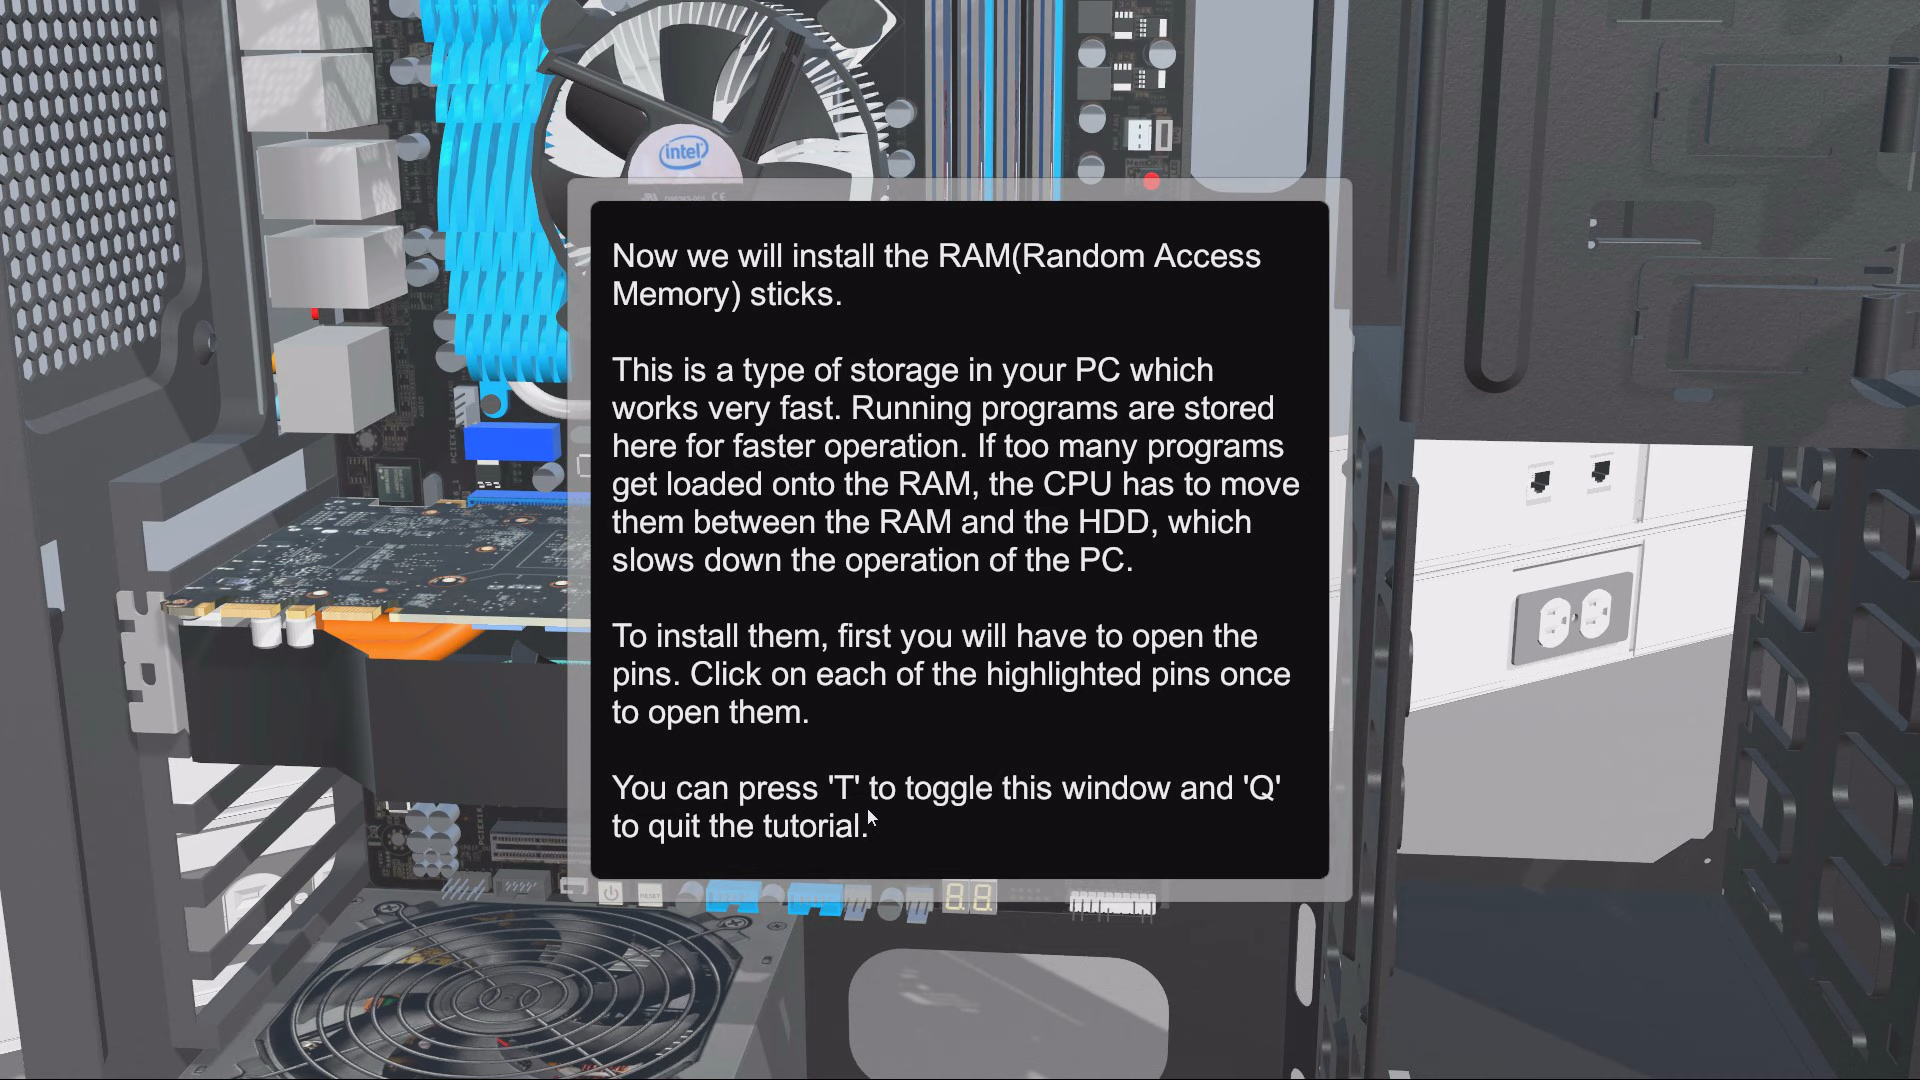 intel
Now we will install the RAM(Random Access
Memory) sticks.
This is a type of storage in your PC which
works very fast. Running programs are stored
here for faster operation. If too many programs
get loaded onto the RAM, the CPU has to move
them between the RAM and the HDD, which
slows down the operation of the PC.
To install them, first you will have to open the
pins. Click on each of the highlighted pins once
to open them.
You can press 'T' to toggle this window and 'Q'
to quit the tutorial.
RESET
88